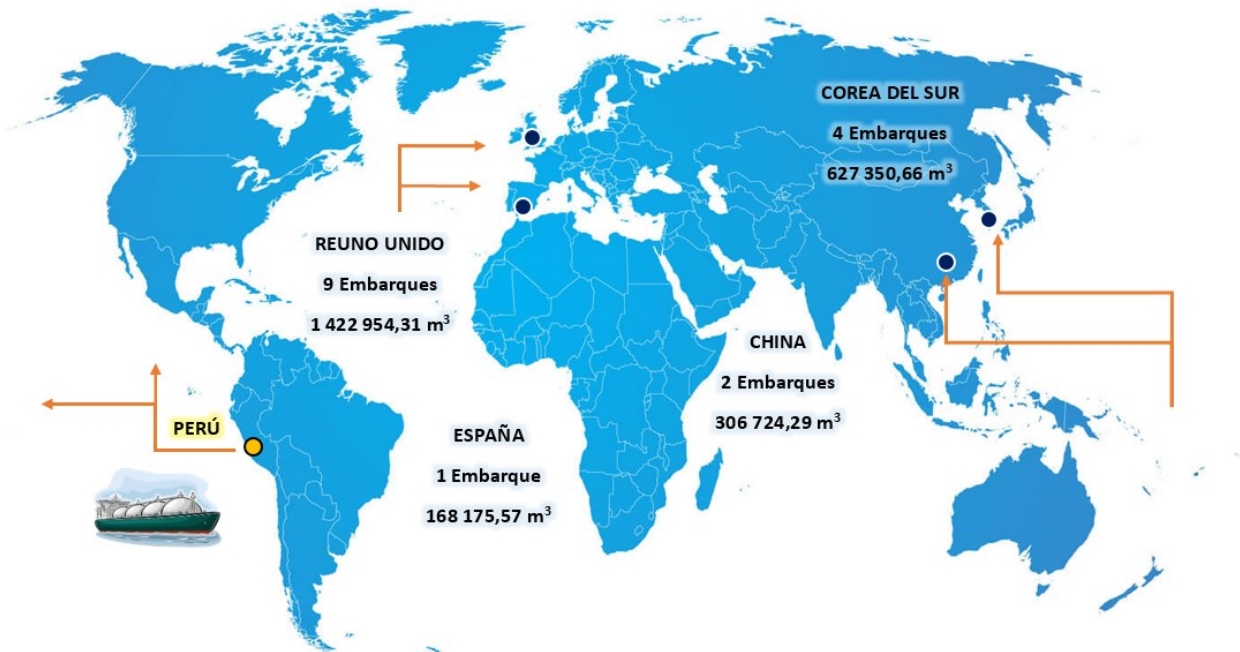 COREA DEL SUR
4 Embarques
627 350,66 m³
REUNO UNIDO
9 Embarques
1 422 954,31 m³
CHINA
2 Embarques
306 724,29 m³
PERÚ
ESPAÑA
1 Embarque
168 175,57 m³